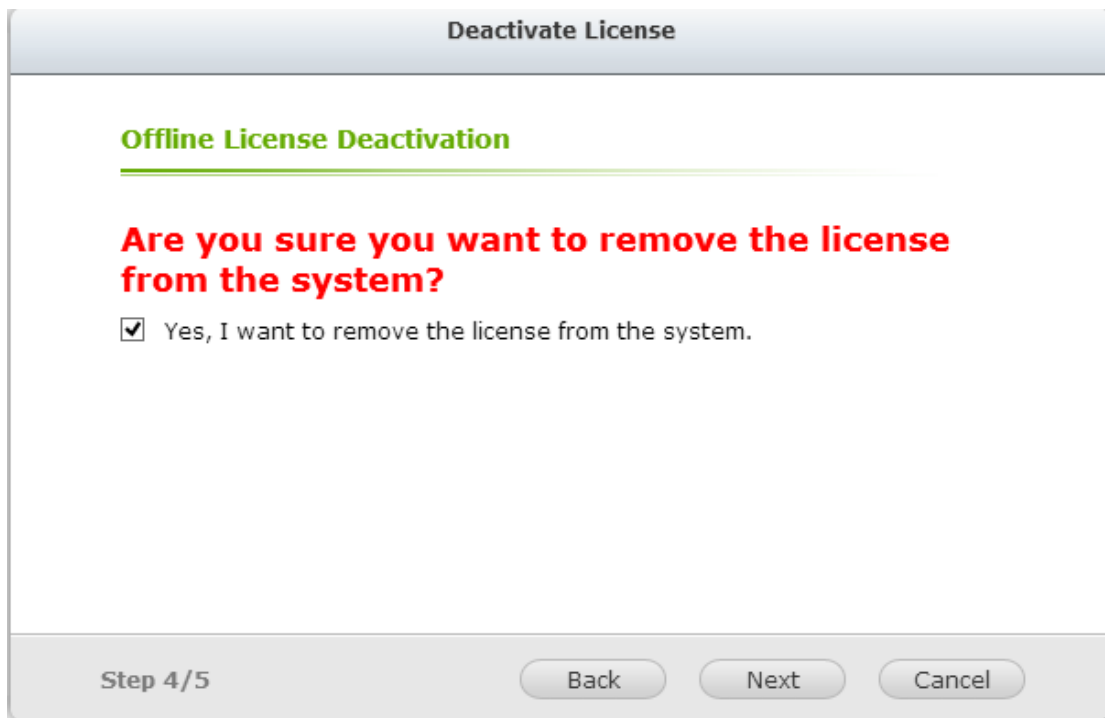 Deactivate License
Offline License Deactivation
Are you sure you want to remove the license
from the system?
Yes, I want to remove the license from the system.
Step 4/5
Back
Next
Cancel